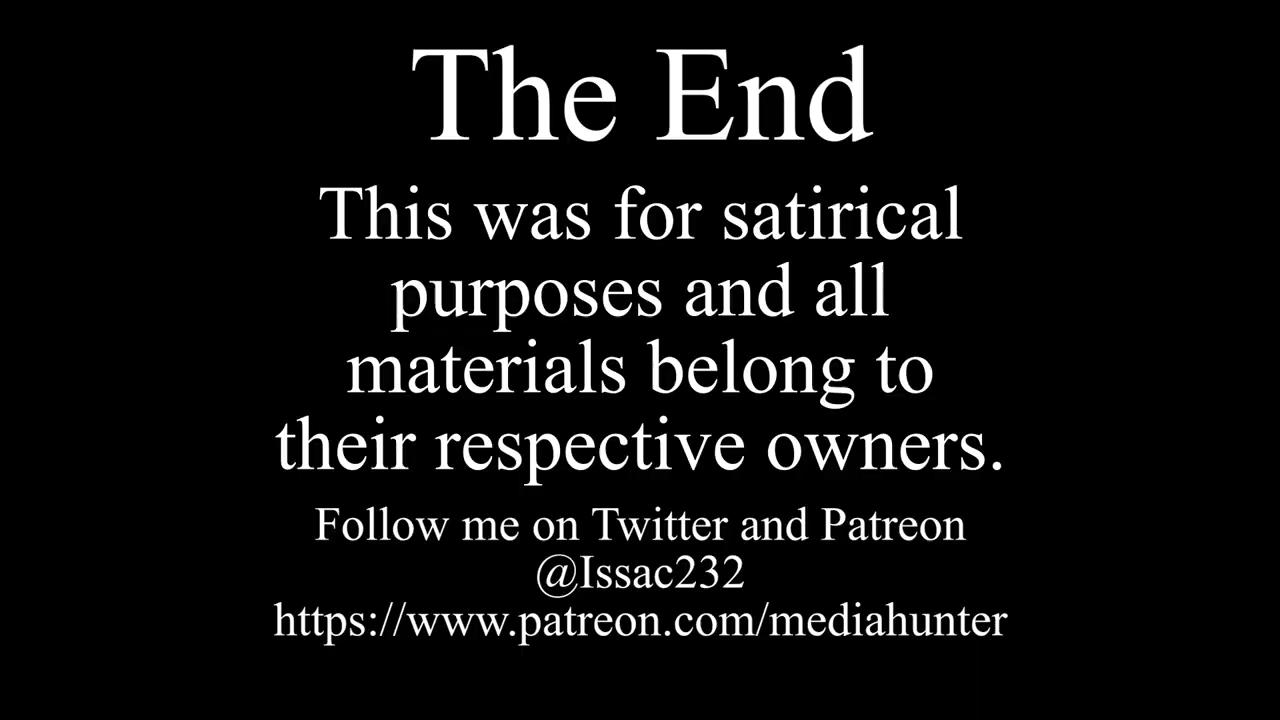 The End
This was for satirical
purposes and all
materials belong to
their respective owners.
Follow me on Twitter and Patreon
@Issac232
https://www.patreon.com/mediahunter